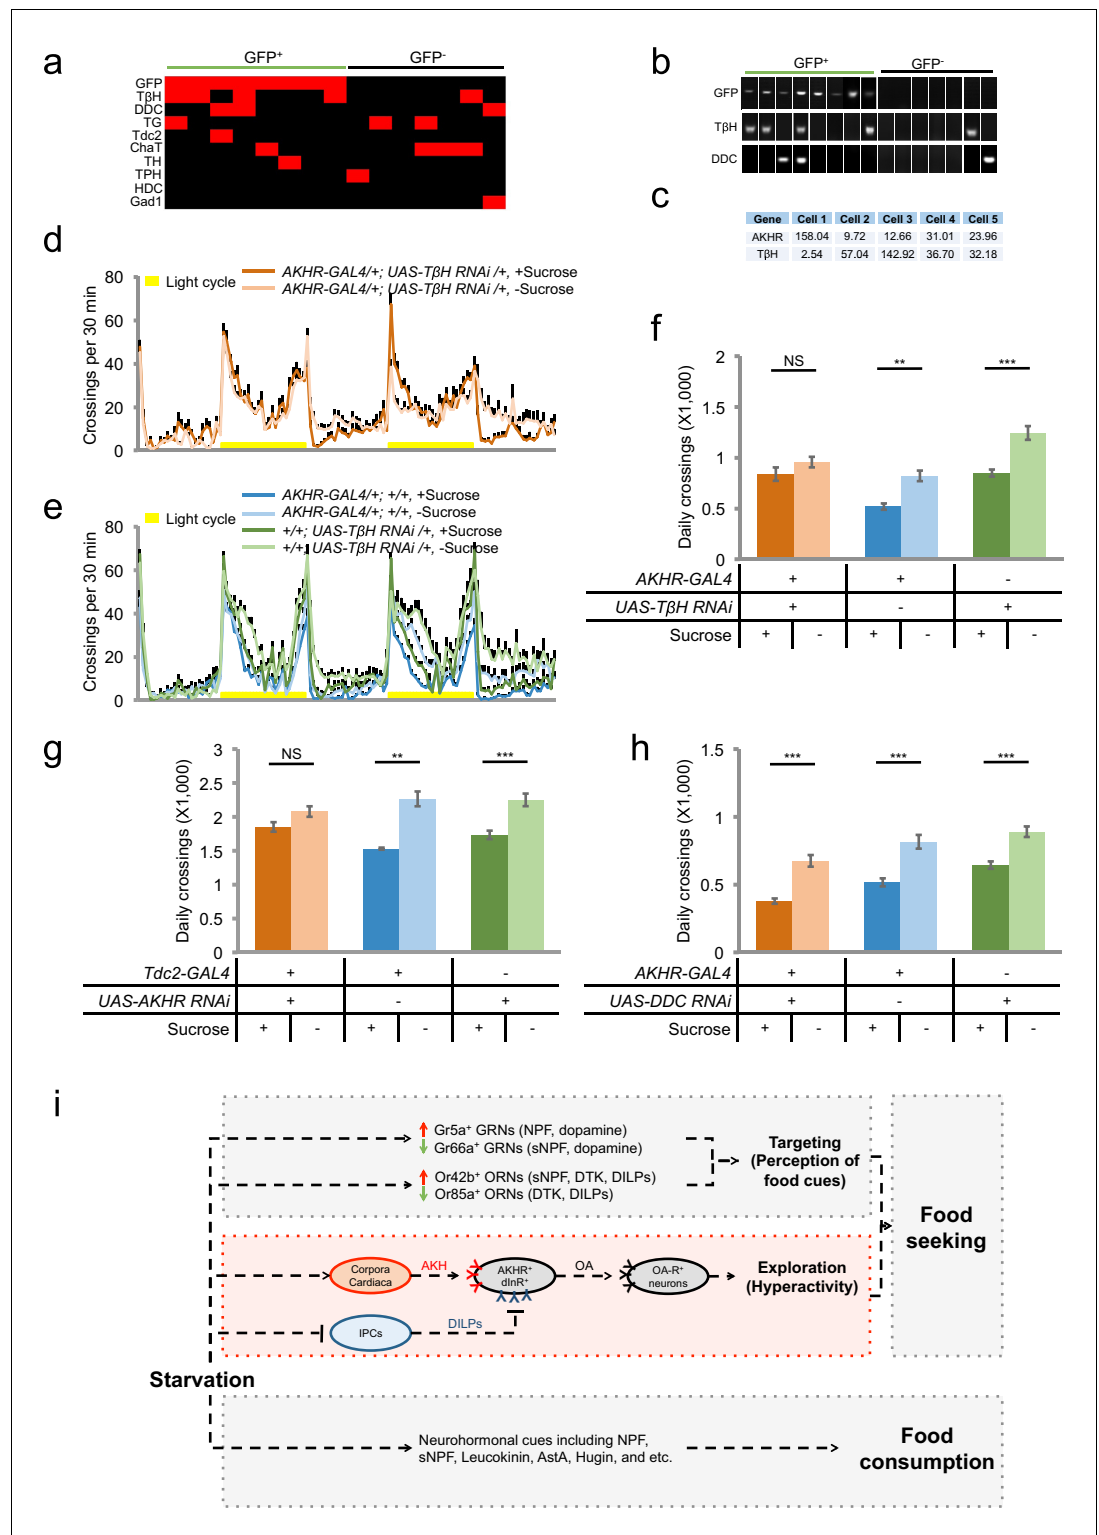 a
GFP+
GFP-
GFP
TβH
DDC
TG
Tdc2
ChaT
TH
TPH
HDC
Gad1
b
GFP+
GFP-
GFP
TβH
DDC
c
Gene Cell 1 Cell 2 Cell 3 Cell 4 Cell 5
AKHR 158.04 9.72 12.66 31.01 23.96
TβH 2.54 57.04 142.92 36.70 32.18
d
Crossings per 30 min
80
60
40
20
0
Light cycle
AKHR-GAL4/+; UAS-TβH RNAi /+, +Sucrose
AKHR-GAL4/+; UAS-TβH RNAi /+, -Sucrose
e
Crossings per 30 min
80
60
40
20
0
Light cycle
AKHR-GAL4/+; +/+, +Sucrose
AKHR-GAL4/+; +/+, -Sucrose
+/+; UAS-TβH RNAi /+, +Sucrose
+/+; UAS-TβH RNAi /+, -Sucrose
f
Daily crossings (X1,000)
2
1.5
1
0.5
0
NS ** ***
AKHR-GAL4 + + -
UAS-TβH RNAi + - +
Sucrose + - + - + -
g
Daily crossings (X1,000)
3
2.5
2
1.5
1
0.5
0
NS ** ***
Tdc2-GAL4 + + -
UAS-AKHR RNAi + - +
Sucrose + - + - + -
h
Daily crossings (X1,000)
1.5
1
0.5
0
*** *** ***
AKHR-GAL4 + + -
UAS-DDC RNAi + - +
Sucrose + - + - + -
i
Gr5a+ GRNs (NPF, dopamine)
Gr66a+ GRNs (sNPF, dopamine)
Or42b+ ORNs (sNPF, DTK, DILPs)
Or85a+ ORNs (DTK, DILPs)
Targeting
(Perception of
food cues)
Food
seeking
Corpora
Cardiaca
AKH
AKHR+
dInR+
OA
OA-R+
neurons
Exploration
(Hyperactivity)
IPCs
DILPs
Starvation
Neurohormonal cues including NPF,
sNPF, Leucokinin, AstA, Hugin, and etc.
Food
consumption